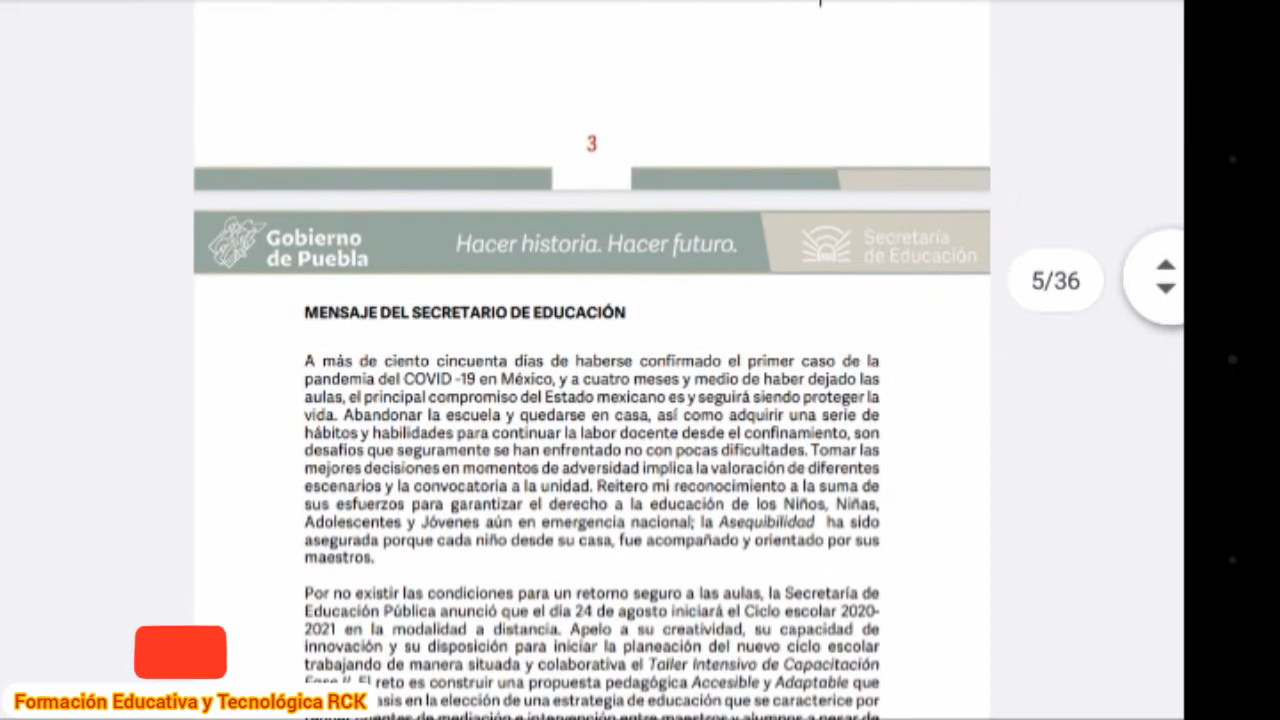 3
Gobierno
de Puebla
Hacer historia. Hacer futuro.
Secretaría
de Educación
5/36
MENSAJE DEL SECRETARIO DE EDUCACIÓN
A más de ciento cincuenta días de haberse confirmado el primer caso de la
pandemia del COVID -19 en México, y a cuatro meses y medio de haber dejado las
aulas, el principal compromiso del Estado mexicano es y seguirá siendo proteger la
vida. Abandonar la escuela y quedarse en casa, así como adquirir una serie de
hábitos y habilidades para continuar la labor docente desde el confinamiento, son
desafíos que seguramente se han enfrentado no con pocas dificultades. Tomar las
mejores decisiones en momentos de adversidad implica la valoración de diferentes
escenarios y la convocatoria a la unidad. Reitero mi reconocimiento a la suma de
sus esfuerzos para garantizar el derecho a la educación de los Niños, Niñas,
Adolescentes y Jóvenes aún en emergencia nacional; la Asequibilidad ha sido
asegurada porque cada niño desde su casa, fue acompañado y orientado por sus
maestros.
Por no existir las condiciones para un retorno seguro a las aulas, la Secretaría de
Educación Pública anunció que el día 24 de agosto iniciará el Ciclo escolar 2020-
2021 en la modalidad a distancia. Apelo a su creatividad, su capacidad de
innovación y su disposición para iniciar la planeación del nuevo ciclo escolar
trabajando de manera situada y colaborativa el Taller Intensivo de Capacitación
reto es construir una propuesta pedagógica Accesible y Adaptable que
en la elección de una estrategia de educación que se caracterice por
de mediación e intervención entre maestros y alumnos a pesar de
Formación Educativa y Tecnológica RCK